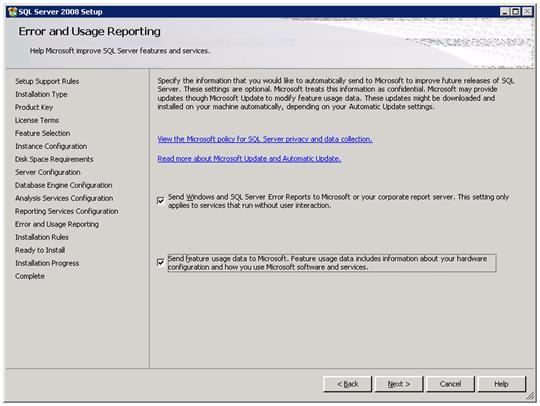 SQL Server 2008 Setup
Error and Usage Reporting
Help Microsoft improve SQL Server features and services.
Setup Support Rules
Installation Type
Product Key
License Terms
Feature Selection
Instance Configuration
Disk Space Requirements
Server Configuration
Database Engine Configuration
Analysis Services Configuration
Reporting Services Configuration
Error and Usage Reporting
Installation Rules
Ready to Install
Installation Progress
Complete
Specify the information that you would like to automatically send to Microsoft to improve future releases of SQL
Server. These settings are optional. Microsoft treats this information as confidential. Microsoft may provide
updates though Microsoft Update to modify feature usage data. These updates might be downloaded and
installed on your machine automatically, depending on your Automatic Update settings.
View the Microsoft policy for SQL Server privacy and data collection.
Read more about Microsoft Update and Automatic Update.
Send Windows and SQL Server Error Reports to Microsoft or your corporate report server. This setting only
applies to services that run without user interaction.
Send feature usage data to Microsoft. Feature usage data includes information about your hardware
configuration and how you use Microsoft software and services.
< Back
Next >
Cancel
Help